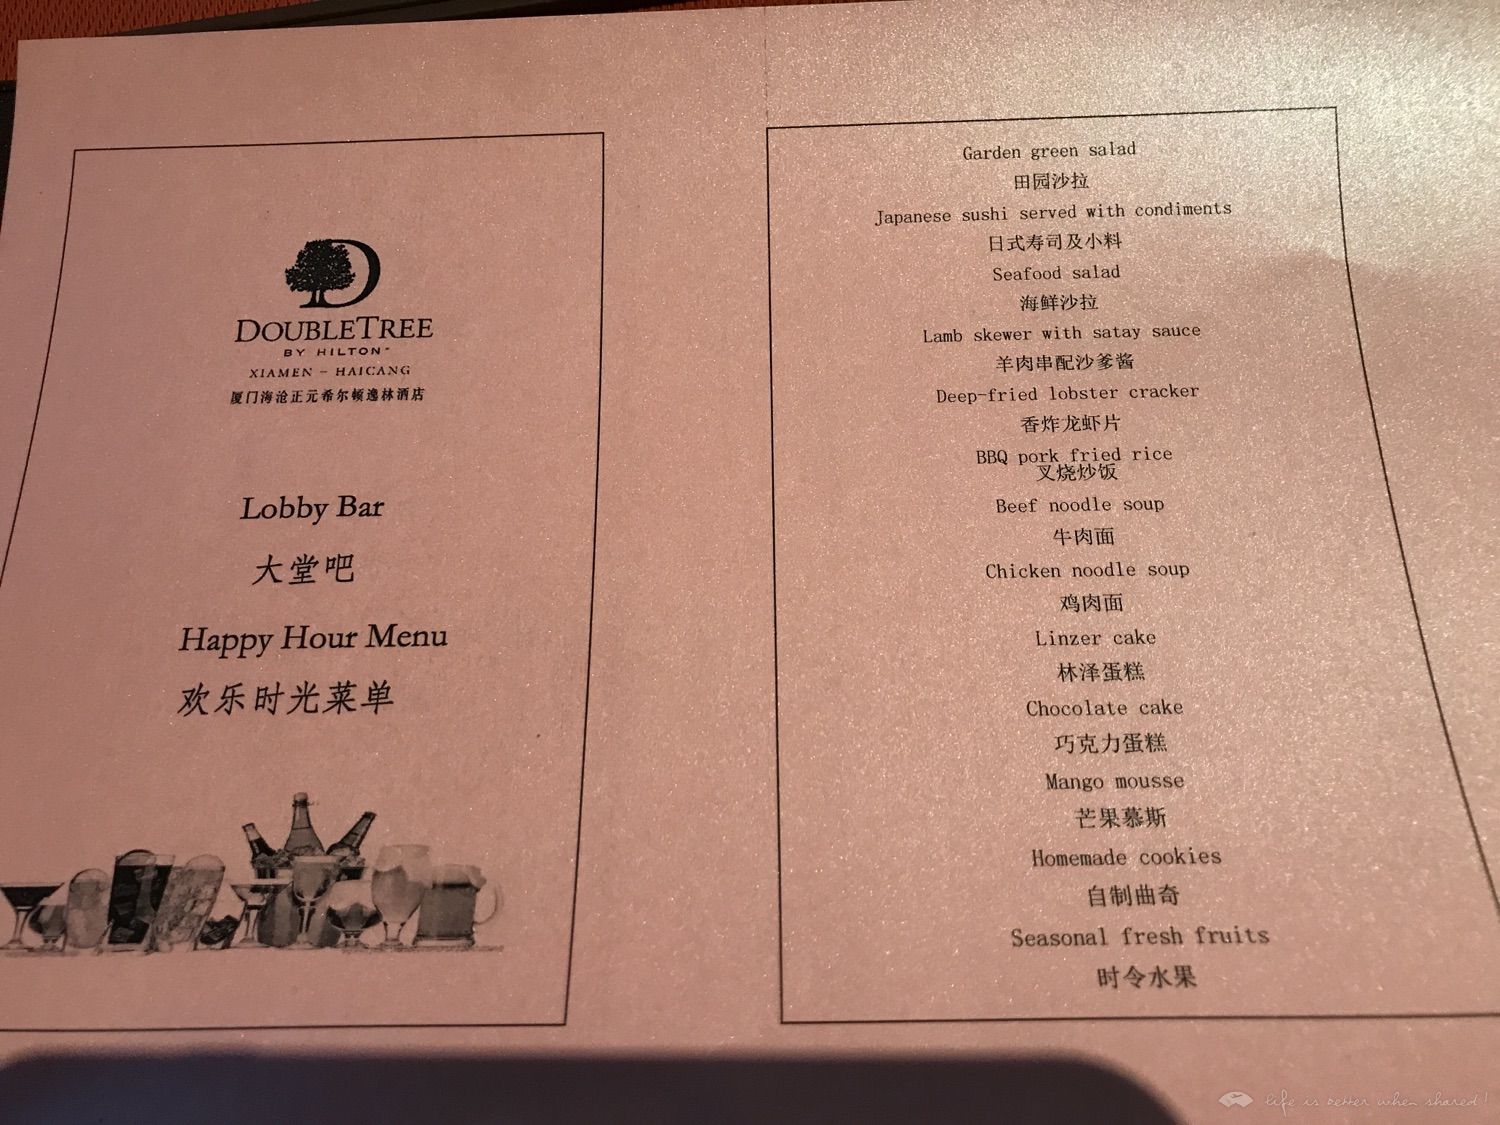 DOUBLETREE
BY HILTON™
XIAMEN - HAICANG
厦门海沧正元希尔顿逸林酒店
Lobby Bar
大堂吧
Happy Hour Menu
欢乐时光菜单
Garden green salad
田园沙拉
Japanese sushi served with condiments
日式寿司及小料
Seafood salad
海鲜沙拉
Lamb skewer with satay sauce
羊肉串配沙爹酱
Deep-fried lobster cracker
香炸龙虾片
BBQ pork fried rice
叉烧炒饭
Beef noodle soup
牛肉面
Chicken noodle soup
鸡肉面
Linzer cake
林泽蛋糕
Chocolate cake
巧克力蛋糕
Mango mousse
芒果慕斯
Homemade cookies
自制曲奇
Seasonal fresh fruits
时令水果
life is better when shared!